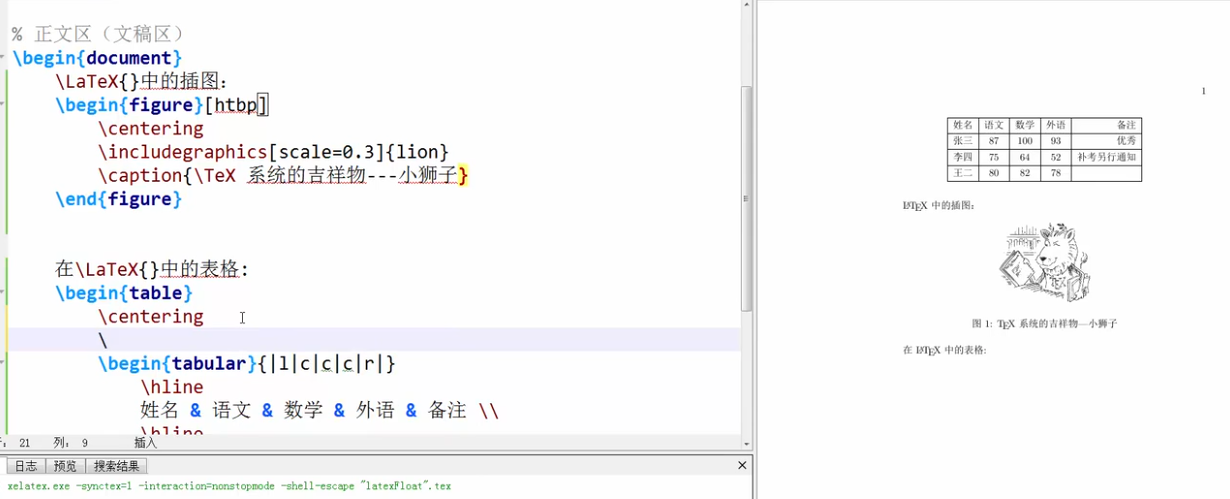 % 正文区（文稿区）
\begin{document}
\LaTeX{}中的插图：
\begin{figure}[htbp]
\centering
\includegraphics[scale=0.3]{lion}
\caption{\TeX 系统的吉祥物---小狮子}
\end{figure}
在\LaTeX{}中的表格:
\begin{table}
\centering
\
\begin{tabular}{|l|c|c|c|r|}
\hline
姓名 & 语文 & 数学 & 外语 & 备注 \\
\hline
行: 21 列: 9 插入
日志 预览 搜索结果
xelatex.exe -synctex=1 -interaction=nonstopmode -shell-escape "latexFloat".tex
1
姓名 语文 数学 外语 备注
张三 87 100 93 优秀
李四 75 64 52 补考另行通知
王二 80 82 78
LATEX 中的插图：
图 1: TEX 系统的吉祥物—小狮子
在 LATEX 中的表格: